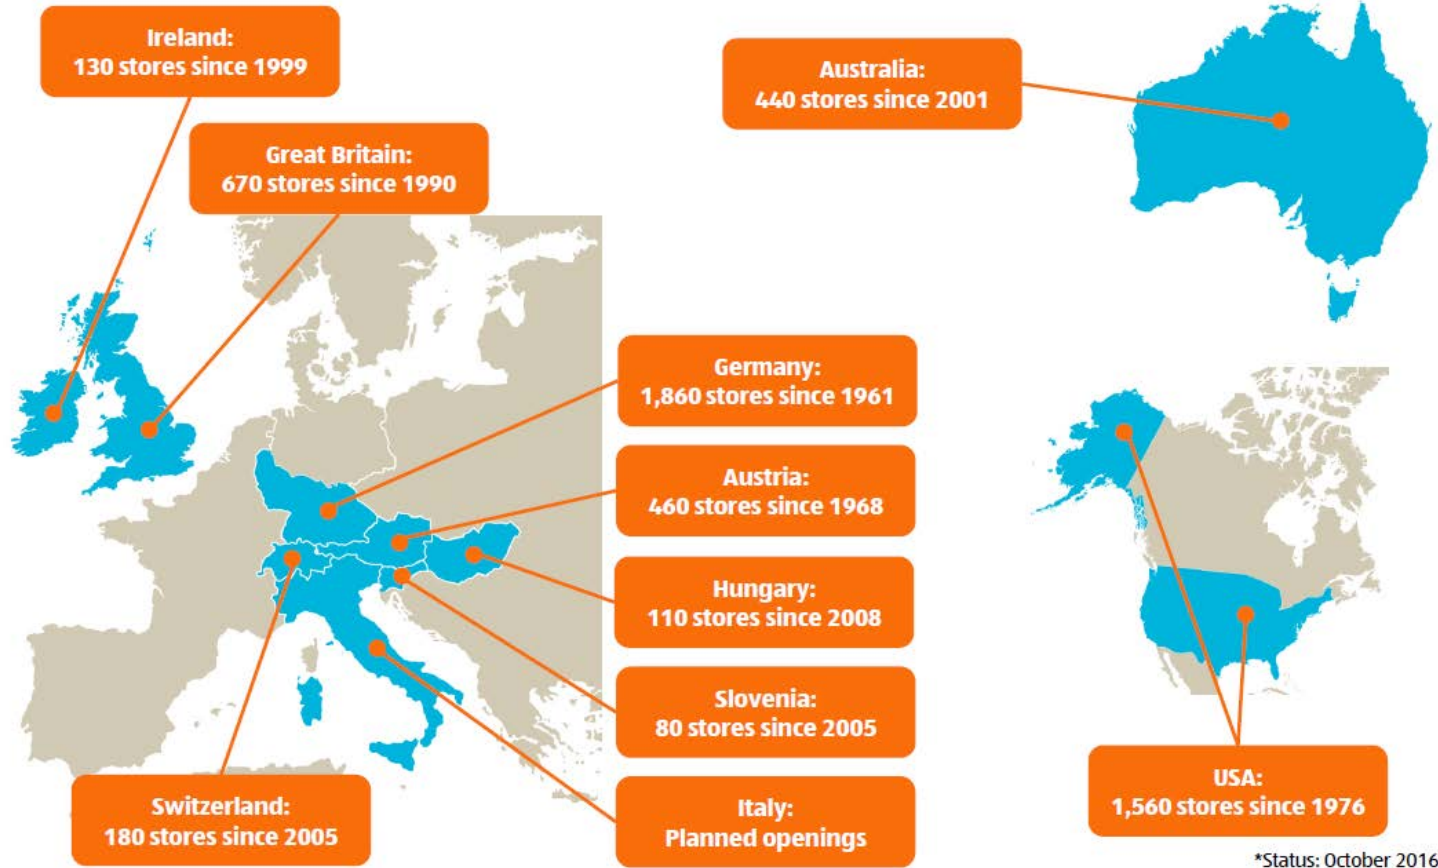 Ireland:
130 stores since 1999
Great Britain:
670 stores since 1990
Australia:
440 stores since 2001
Germany:
1,860 stores since 1961
Austria:
460 stores since 1968
Hungary:
110 stores since 2008
Slovenia:
80 stores since 2005
Switzerland:
180 stores since 2005
Italy:
Planned openings
USA:
1,560 stores since 1976
*Status: October 2016